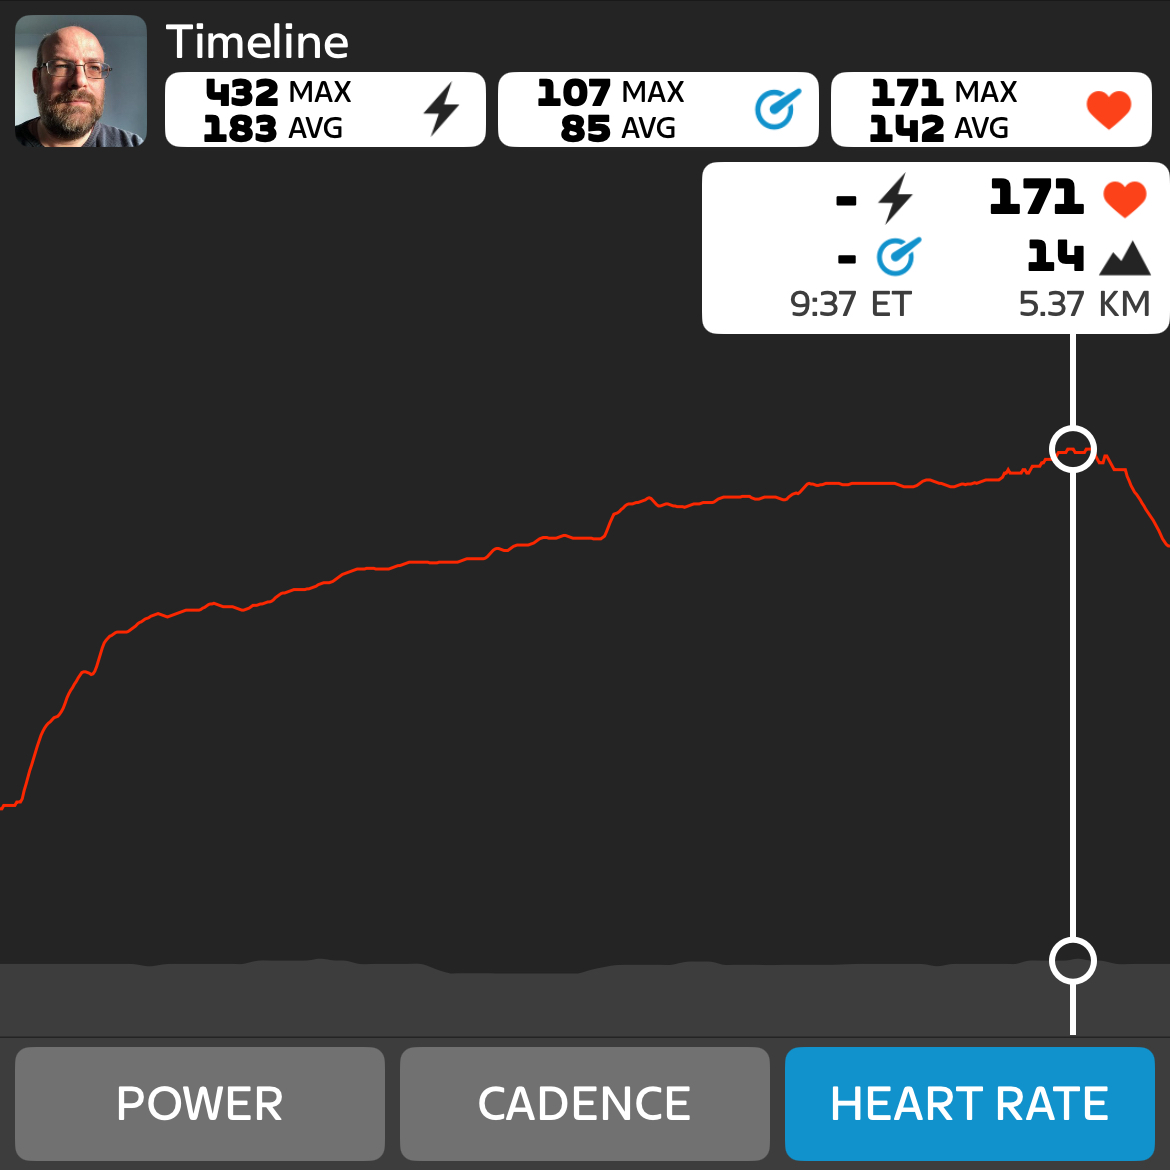 Timeline
432 MAX
183 AVG
107 MAX
85 AVG
171 MAX
142 AVG
- 171
- 14
9:37 ET 5.37 KM
POWER CADENCE HEART RATE